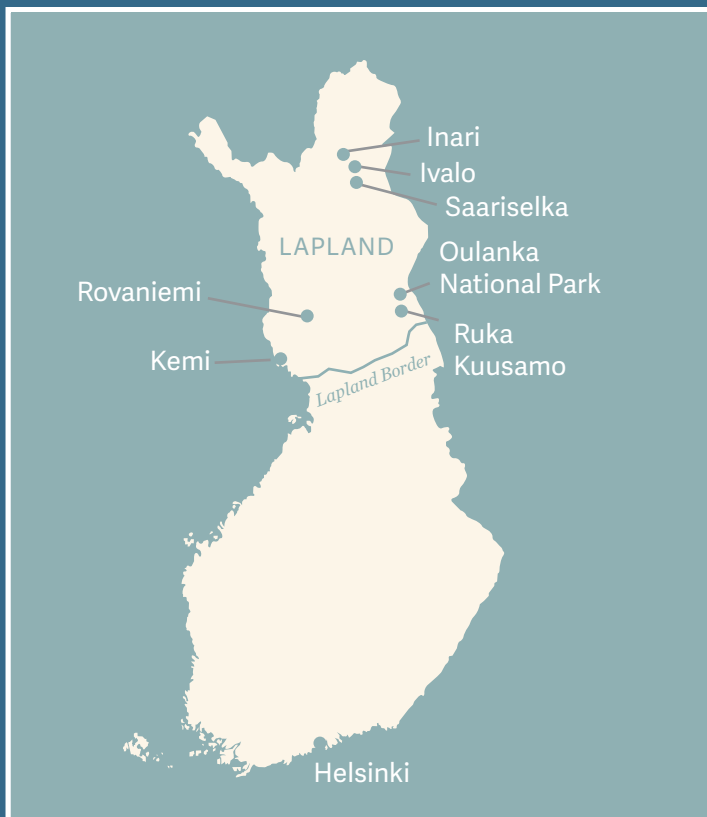 Inari
Ivalo
Saariselka
LAPLAND
Oulanka
National Park
Rovaniemi
Ruka
Kuusamo
Kemi
Lapland Border
Helsinki